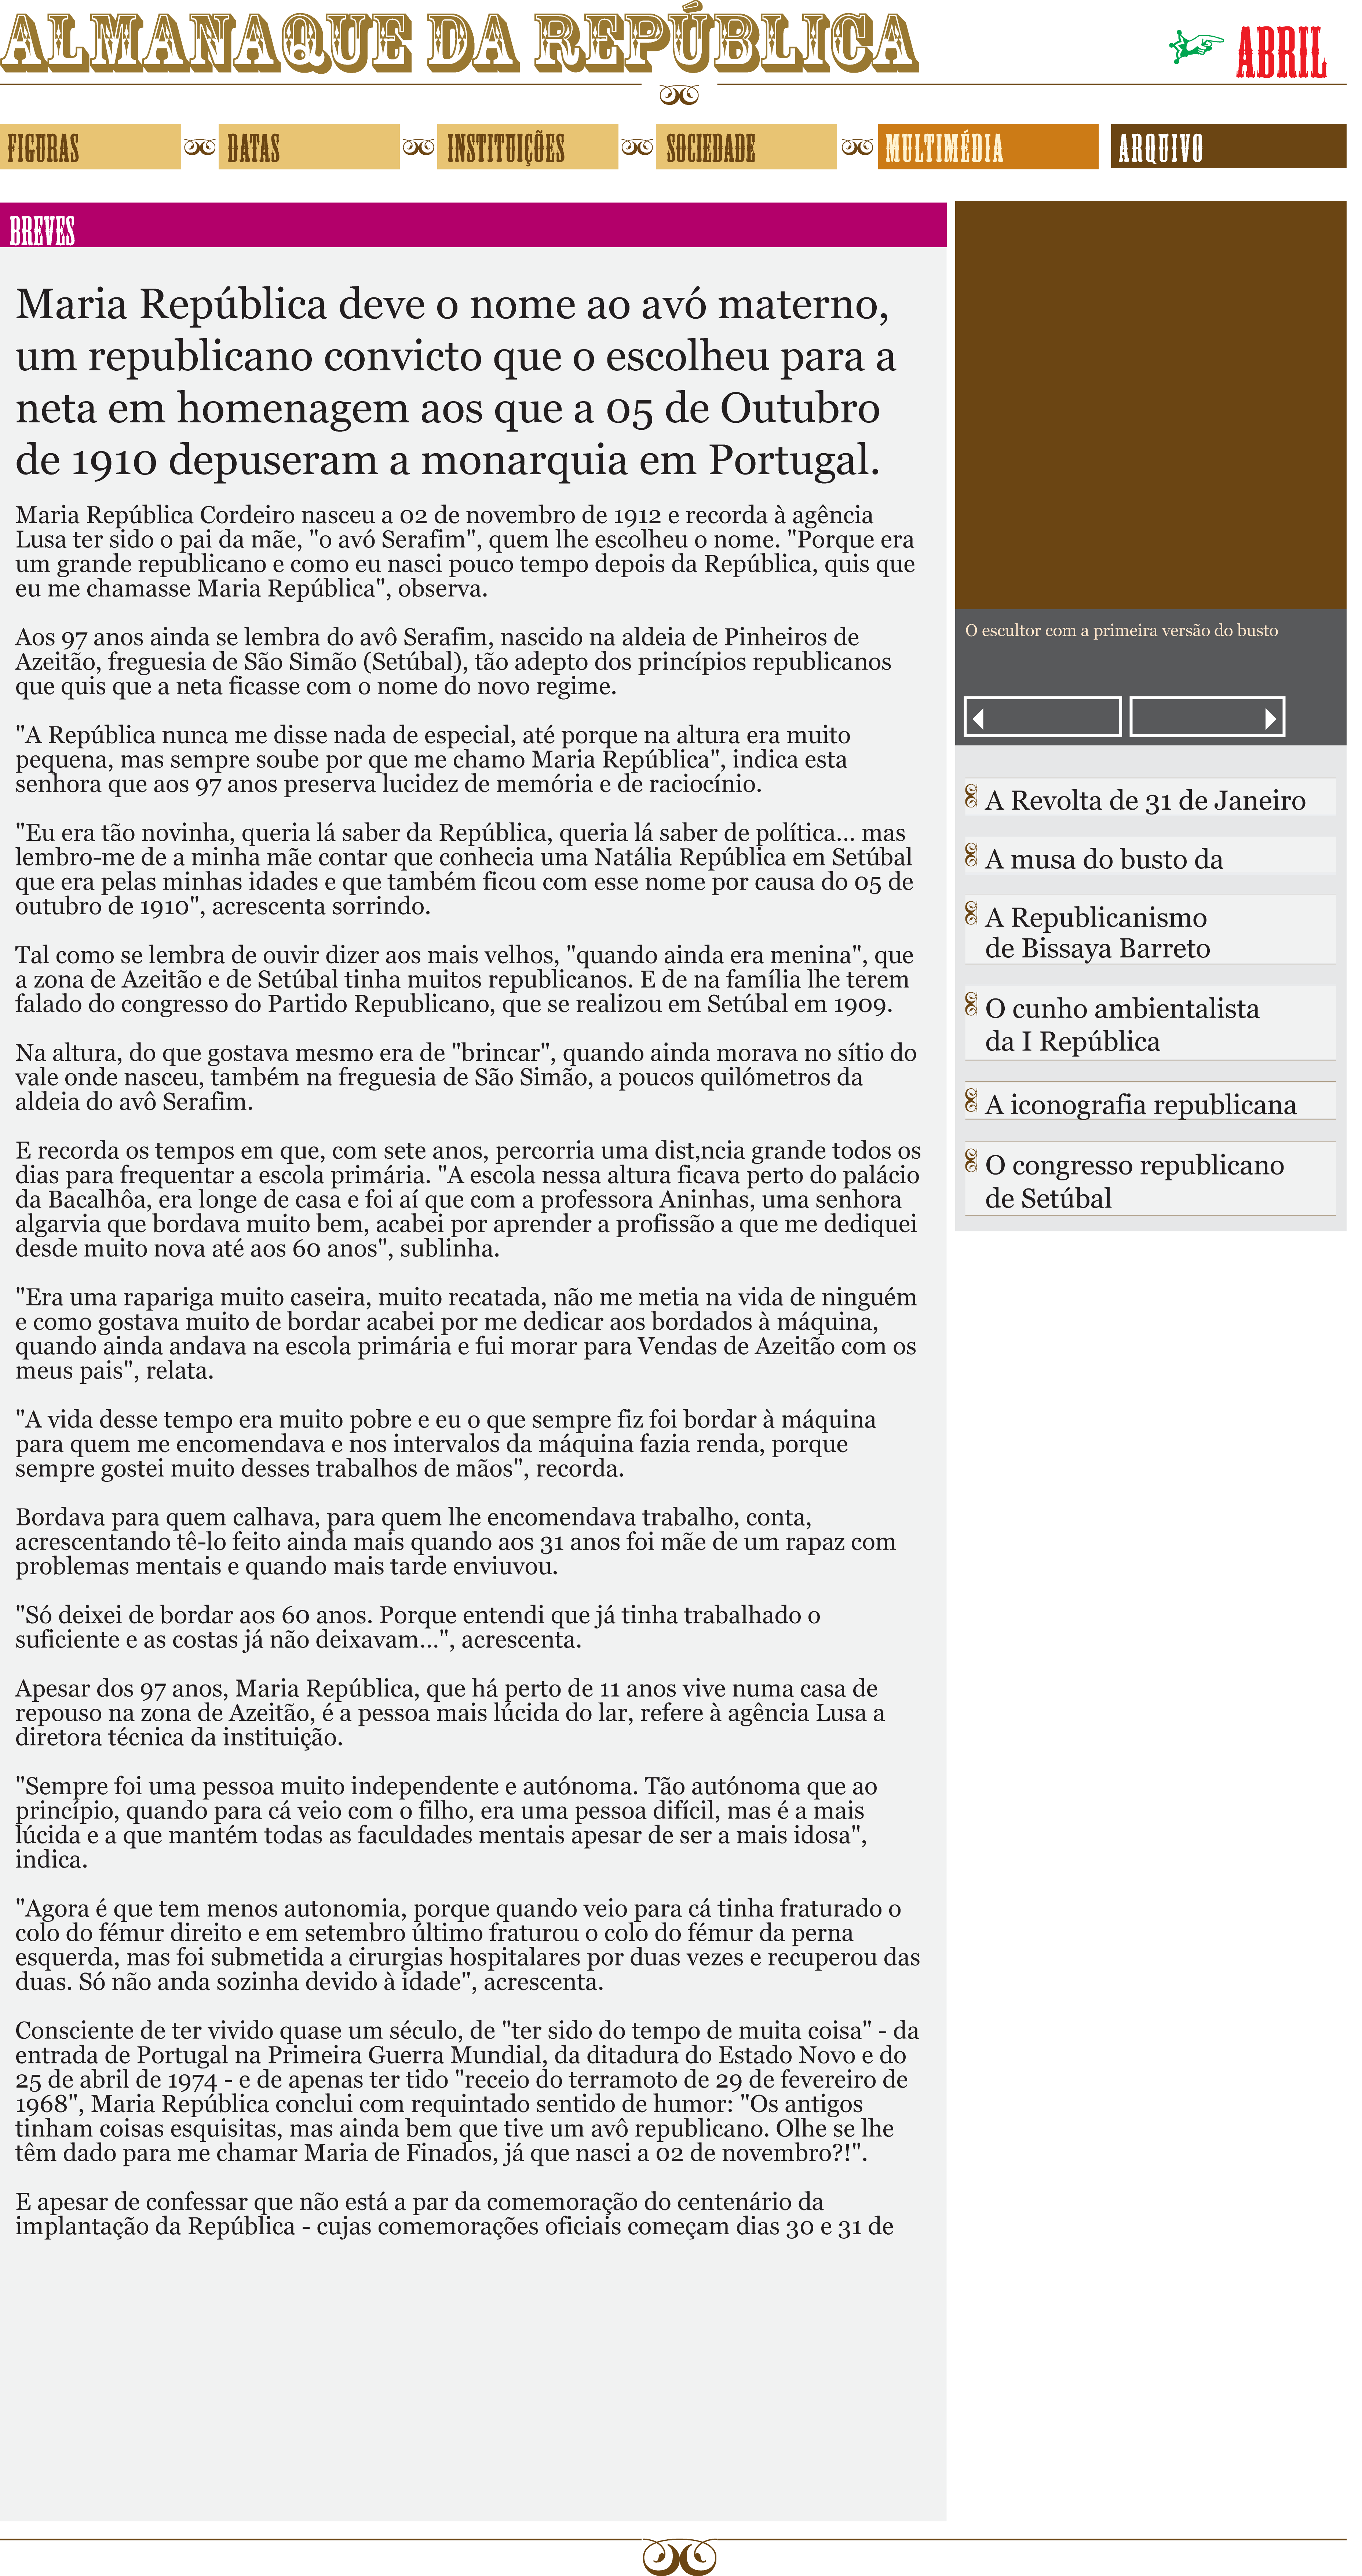 ALMANAQUE DA REPÚBLICA
ABRIL
FIGURAS
DATAS
INSTITUIÇÕES
SOCIEDADE
MULTIMÉDIA
ARQUIVO
BREVES
Maria República deve o nome ao avó materno,
um republicano convicto que o escolheu para a
neta em homenagem aos que a 05 de Outubro
de 1910 depuseram a monarquia em Portugal.
Maria República Cordeiro nasceu a 02 de novembro de 1912 e recorda à agência
Lusa ter sido o pai da mãe, "o avó Serafim", quem lhe escolheu o nome. "Porque era
um grande republicano e como eu nasci pouco tempo depois da República, quis que
eu me chamasse Maria República", observa.
Aos 97 anos ainda se lembra do avô Serafim, nascido na aldeia de Pinheiros de
Azeitão, freguesia de São Simão (Setúbal), tão adepto dos princípios republicanos
que quis que a neta ficasse com o nome do novo regime.
"A República nunca me disse nada de especial, até porque na altura era muito
pequena, mas sempre soube por que me chamo Maria República", indica esta
senhora que aos 97 anos preserva lucidez de memória e de raciocínio.
"Eu era tão novinha, queria lá saber da República, queria lá saber de política... mas
lembro-me de a minha mãe contar que conhecia uma Natália República em Setúbal
que era pelas minhas idades e que também ficou com esse nome por causa do 05 de
outubro de 1910", acrescenta sorrindo.
Tal como se lembra de ouvir dizer aos mais velhos, "quando ainda era menina", que
a zona de Azeitão e de Setúbal tinha muitos republicanos. E de na família lhe terem
falado do congresso do Partido Republicano, que se realizou em Setúbal em 1909.
Na altura, do que gostava mesmo era de "brincar", quando ainda morava no sítio do
vale onde nasceu, também na freguesia de São Simão, a poucos quilómetros da
aldeia do avô Serafim.
E recorda os tempos em que, com sete anos, percorria uma dist,ncia grande todos os
dias para frequentar a escola primária. "A escola nessa altura ficava perto do palácio
da Bacalhôa, era longe de casa e foi aí que com a professora Aninhas, uma senhora
algarvia que bordava muito bem, acabei por aprender a profissão a que me dediquei
desde muito nova até aos 60 anos", sublinha.
"Era uma rapariga muito caseira, muito recatada, não me metia na vida de ninguém
e como gostava muito de bordar acabei por me dedicar aos bordados à máquina,
quando ainda andava na escola primária e fui morar para Vendas de Azeitão com os
meus pais", relata.
"A vida desse tempo era muito pobre e eu o que sempre fiz foi bordar à máquina
para quem me encomendava e nos intervalos da máquina fazia renda, porque
sempre gostei muito desses trabalhos de mãos", recorda.
Bordava para quem calhava, para quem lhe encomendava trabalho, conta,
acrescentando tê-lo feito ainda mais quando aos 31 anos foi mãe de um rapaz com
problemas mentais e quando mais tarde enviuvou.
"Só deixei de bordar aos 60 anos. Porque entendi que já tinha trabalhado o
suficiente e as costas já não deixavam...", acrescenta.
Apesar dos 97 anos, Maria República, que há perto de 11 anos vive numa casa de
repouso na zona de Azeitão, é a pessoa mais lúcida do lar, refere à agência Lusa a
diretora técnica da instituição.
"Sempre foi uma pessoa muito independente e autónoma. Tão autónoma que ao
princípio, quando para cá veio com o filho, era uma pessoa difícil, mas é a mais
lúcida e a que mantém todas as faculdades mentais apesar de ser a mais idosa",
indica.
"Agora é que tem menos autonomia, porque quando veio para cá tinha fraturado o
colo do fémur direito e em setembro último fraturou o colo do fémur da perna
esquerda, mas foi submetida a cirurgias hospitalares por duas vezes e recuperou das
duas. Só não anda sozinha devido à idade", acrescenta.
Consciente de ter vivido quase um século, de "ter sido do tempo de muita coisa" - da
entrada de Portugal na Primeira Guerra Mundial, da ditadura do Estado Novo e do
25 de abril de 1974 - e de apenas ter tido "receio do terramoto de 29 de fevereiro de
1968", Maria República conclui com requintado sentido de humor: "Os antigos
tinham coisas esquisitas, mas ainda bem que tive um avô republicano. Olhe se lhe
têm dado para me chamar Maria de Finados, já que nasci a 02 de novembro?!".
E apesar de confessar que não está a par da comemoração do centenário da
implantação da República - cujas comemorações oficiais começam dias 30 e 31 de
O escultor com a primeira versão do busto
A Revolta de 31 de Janeiro
A musa do busto da
A Republicanismo
de Bissaya Barreto
O cunho ambientalista
da I República
A iconografia republicana
O congresso republicano
de Setúbal